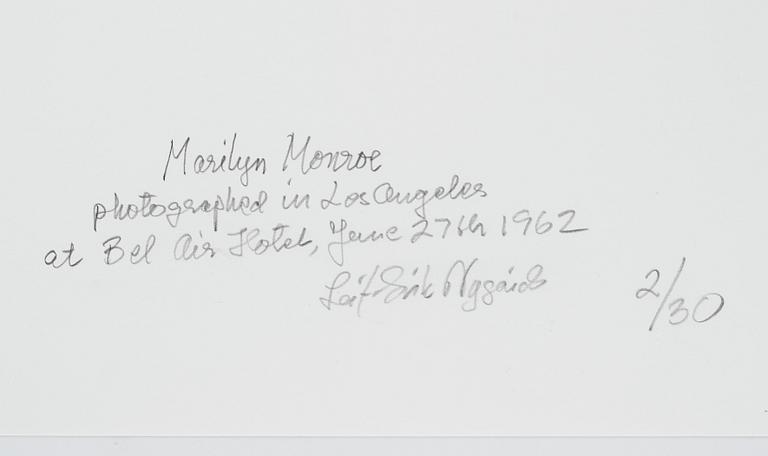 Marilyn Monroe
photographed in Los Angeles
at Bel Air Hotel, June 27th 1962
Leif-Erik Nygårds
2/30